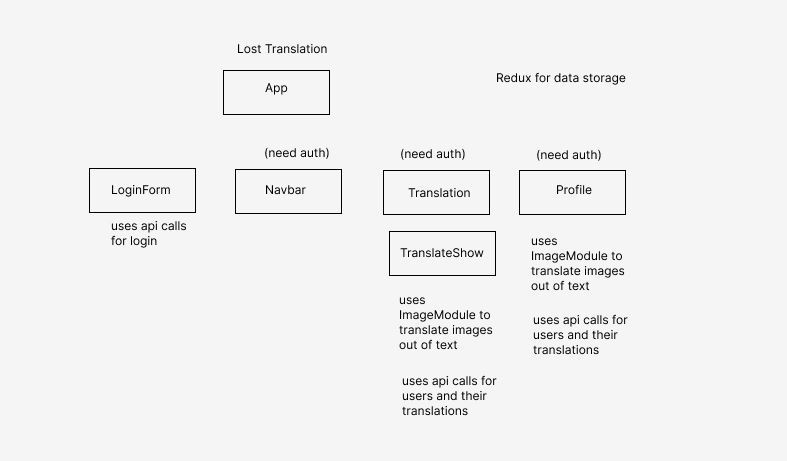 Lost Translation
Redux for data storage
App
(need auth)
(need auth)
(need auth)
LoginForm
Navbar
Translation
Profile
uses api calls
for login
TranslateShow
uses
ImageModule to
translate images
out of text
uses api calls for
users and their
translations
uses
ImageModule to
translate images
out of text
uses api calls for
users and their
translations